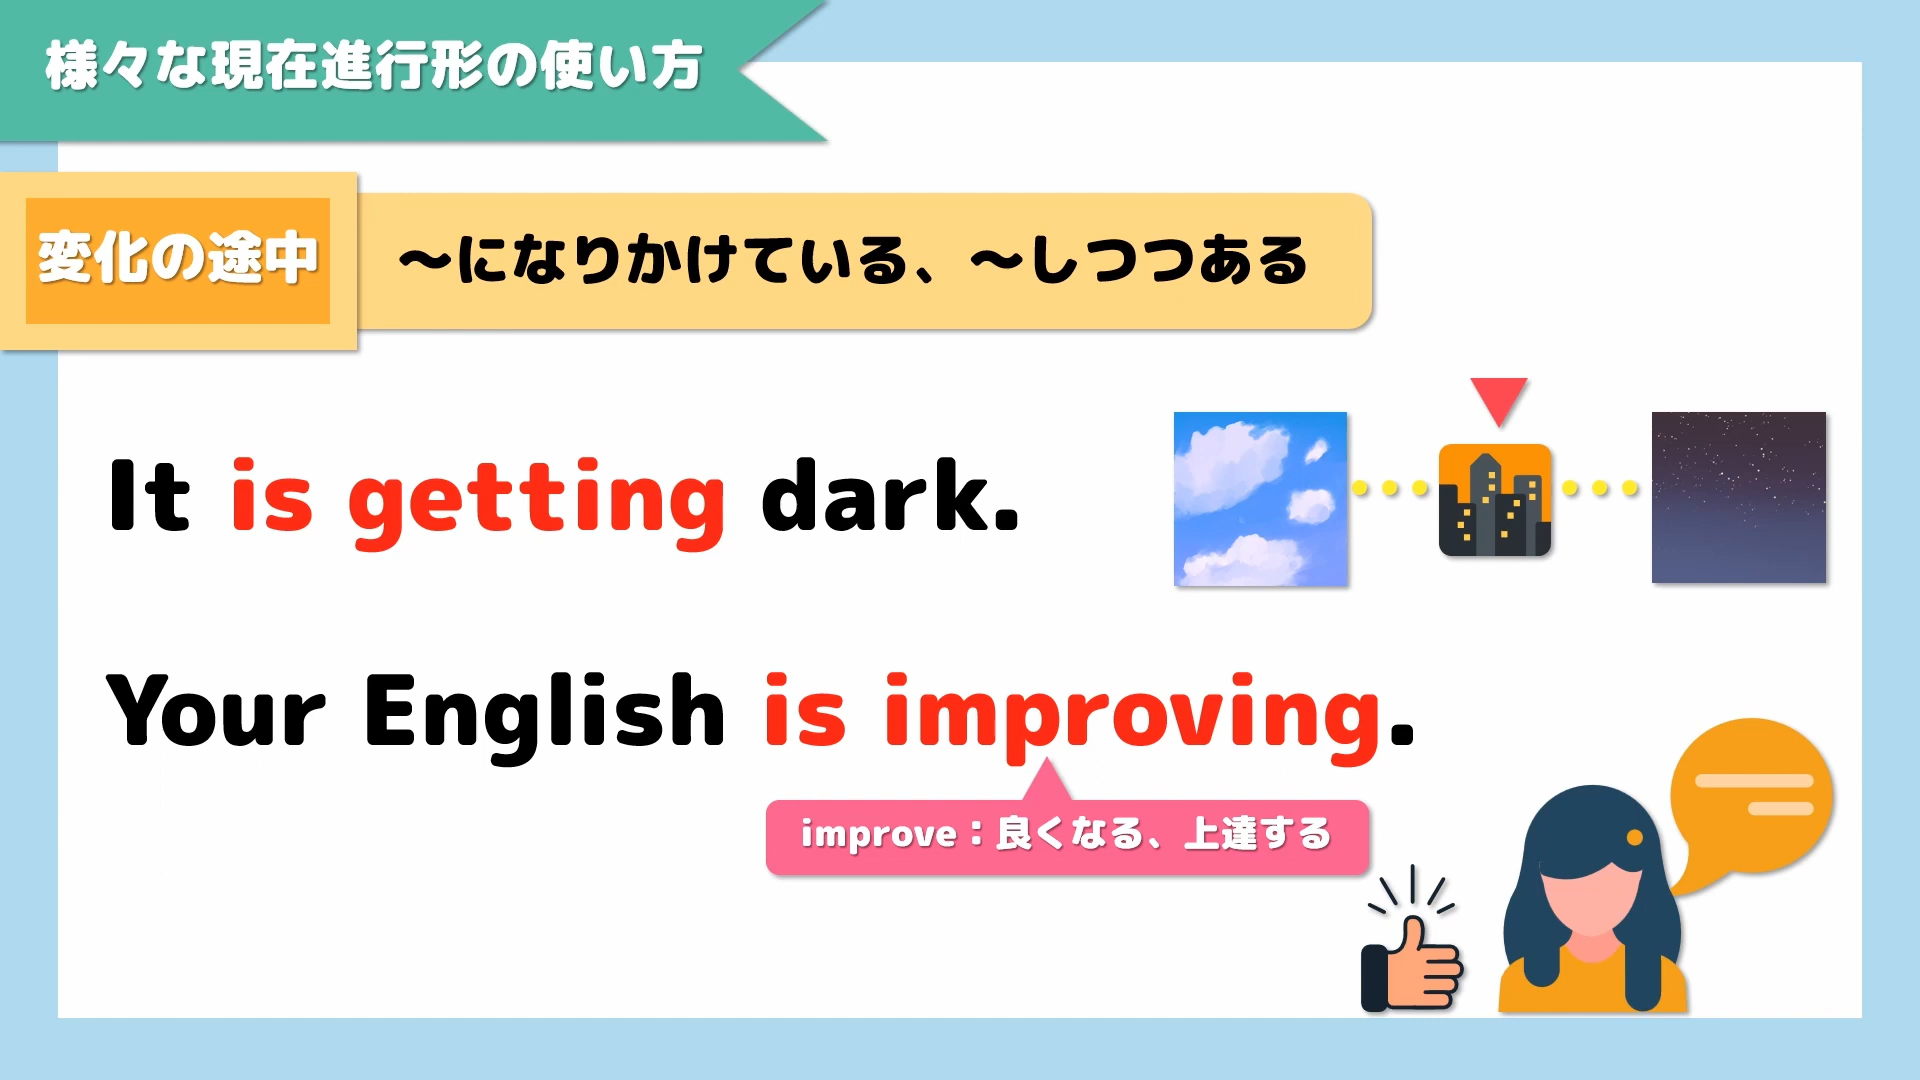 様々な現在進行形の使い方
変化の途中
～になりかけている、～しつつある
It is getting dark.
Your English is improving.
improve：良くなる、上達する